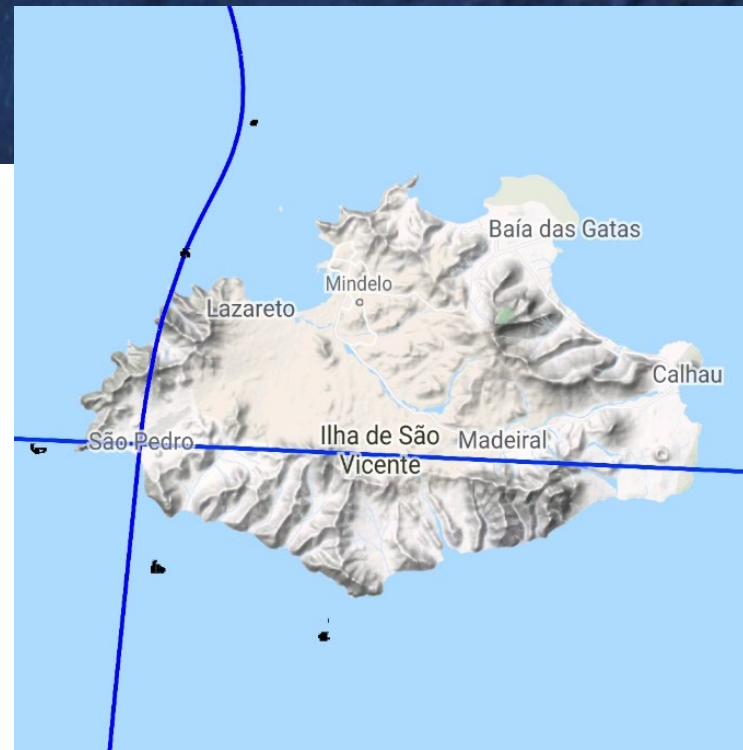 Baía das Gatas
Mindelo
Lazareto
Calhau
São Pedro
Ilha de São
Vicente
Madeiral